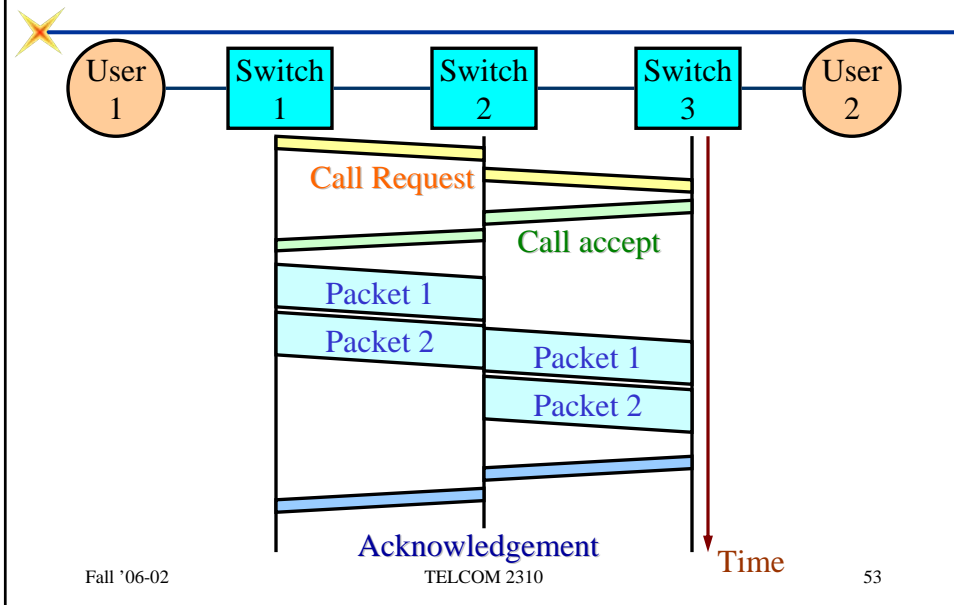 User
1
Switch
1
Switch
2
Switch
3
User
2
Call Request
Call accept
Packet 1
Packet 2
Packet 1
Packet 2
Acknowledgement
Time
Fall ’06-02
TELCOM 2310
53